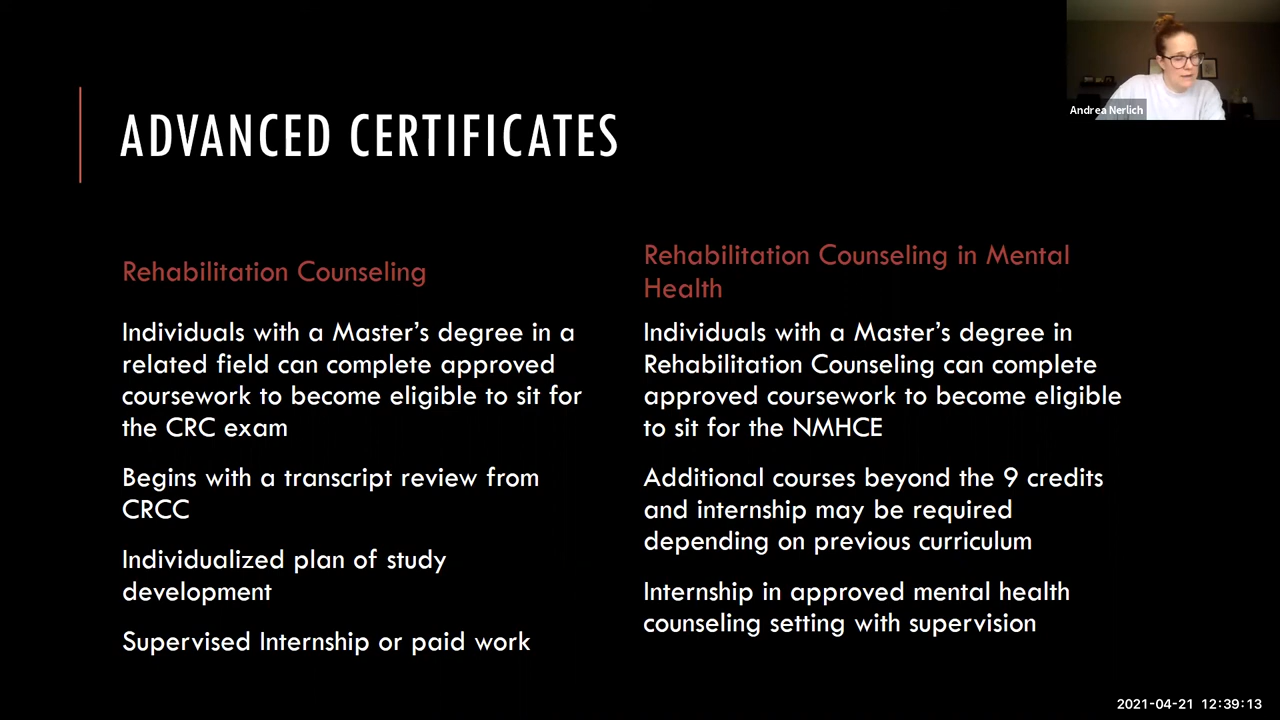 Andrea Nerlich
ADVANCED CERTIFICATES
Rehabilitation Counseling
Individuals with a Master’s degree in a
related field can complete approved
coursework to become eligible to sit for
the CRC exam
Begins with a transcript review from
CRCC
Individualized plan of study
development
Supervised Internship or paid work
Rehabilitation Counseling in Mental
Health
Individuals with a Master’s degree in
Rehabilitation Counseling can complete
approved coursework to become eligible
to sit for the NMHCE
Additional courses beyond the 9 credits
and internship may be required
depending on previous curriculum
Internship in approved mental health
counseling setting with supervision
2021-04-21 12:39:13